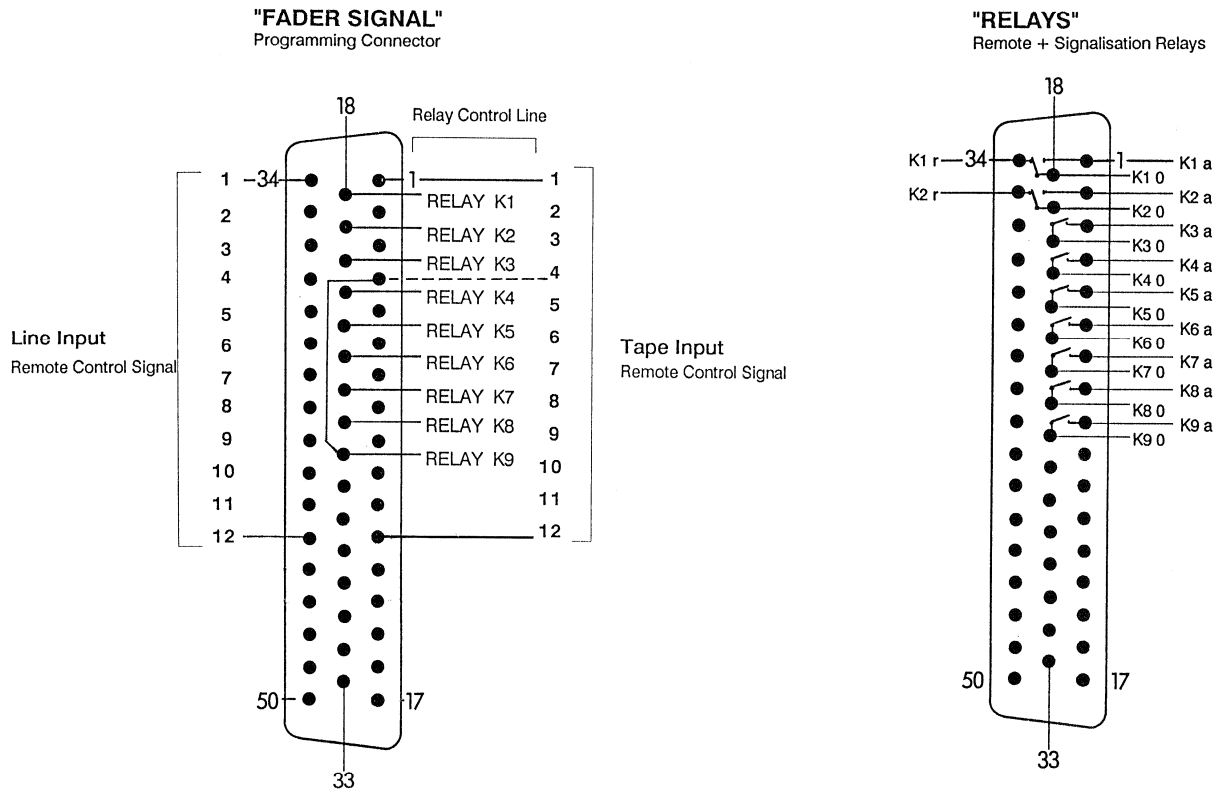 "FADER SIGNAL"
Programming Connector
18
Relay Control Line
1
34
1
1
RELAY K1
2
2
RELAY K2
3
3
RELAY K3
4
4
RELAY K4
5
5
RELAY K5
6
6
RELAY K6
7
7
RELAY K7
8
8
RELAY K8
9
9
RELAY K9
10
10
11
11
12
12
Line Input
Remote Control Signal
Tape Input
Remote Control Signal
50
17
33
"RELAYS"
Remote + Signalisation Relays
18
K1 r
34
1
K1 a
K1 0
K2 r
K2 a
K2 0
K3 a
K3 0
K4 a
K4 0
K5 a
K5 0
K6 a
K6 0
K7 a
K7 0
K8 a
K8 0
K9 a
K9 0
50
17
33